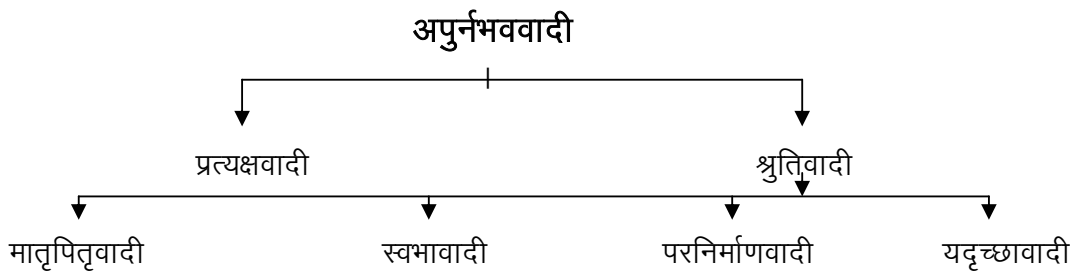 अपुर्नभववादी
प्रत्यक्षवादी श्रुतिवादी
मातृपितृवादी स्वभावादी परनिर्माणवादी यदृच्छावादी